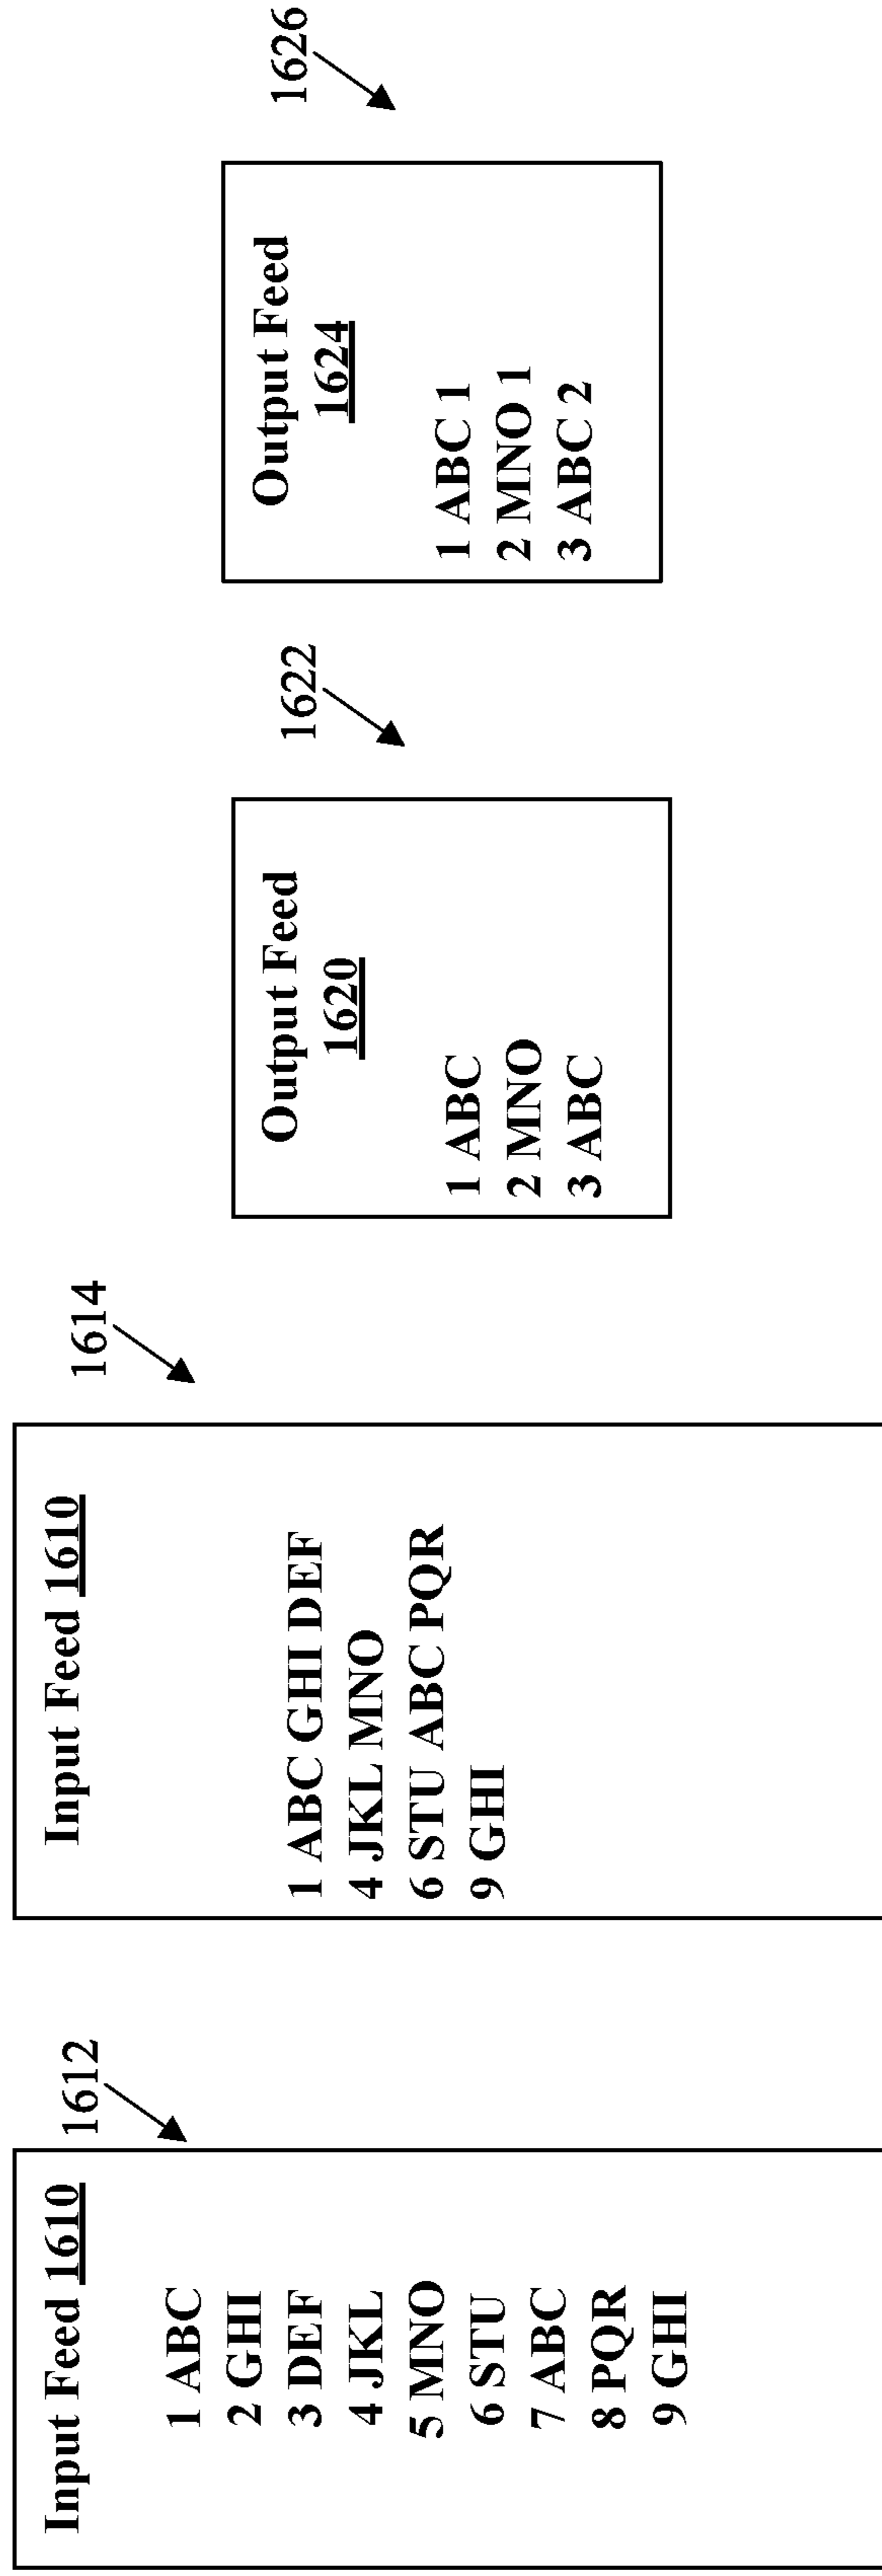 1612
Input Feed 1610
1 ABC
2 GHI
3 DEF
4 JKL
5 MNO
6 STU
7 ABC
8 PQR
9 GHI
1614
Input Feed 1610
1 ABC GHI DEF
4 JKL MNO
6 STU ABC PQR
9 GHI
1622
Output Feed
1620
1 ABC
2 MNO
3 ABC
1626
Output Feed
1624
1 ABC 1
2 MNO 1
3 ABC 2